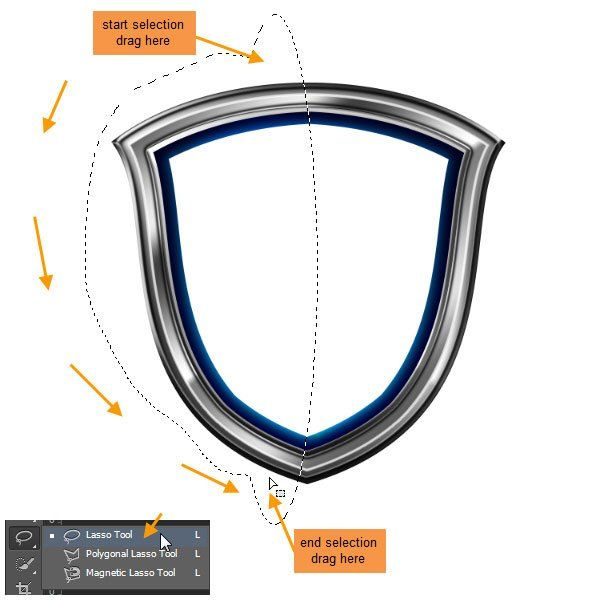 start selection
drag here
end selection
drag here
Lasso Tool L
Polygonal Lasso Tool L
Magnetic Lasso Tool L